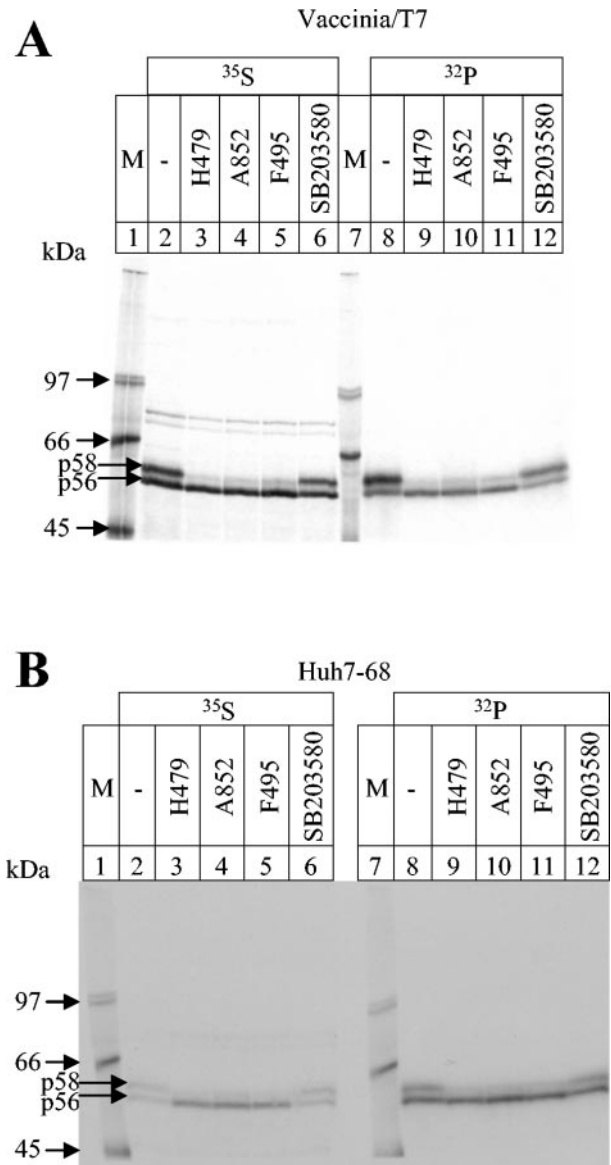 A
Vaccinia/T7
35S 32P
M - H479 A852 F495 SB203580 M - H479 A852 F495 SB203580
1 2 3 4 5 6 7 8 9 10 11 12
kDa
97
66
p58
p56
45
B
Huh7-68
35S 32P
M - H479 A852 F495 SB203580 M - H479 A852 F495 SB203580
1 2 3 4 5 6 7 8 9 10 11 12
kDa
97
66
p58
p56
45